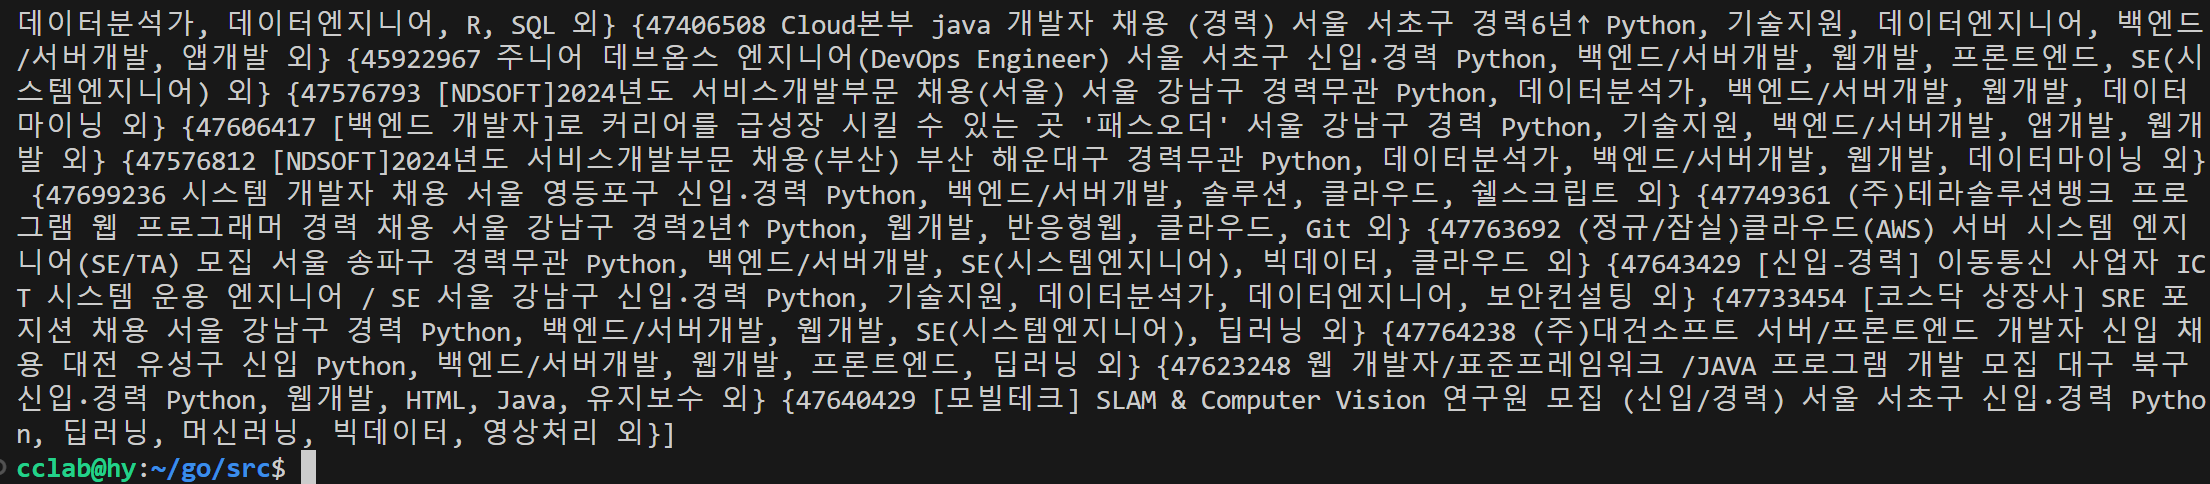 데이터분석가, 데이터엔지니어, R, SQL 외} {47406508 Cloud본부 java 개발자 채용 (경력) 서울 서초구 경력6년↑ Python, 기술지원, 데이터엔지니어, 백엔드
/서버개발, 앱개발 외} {45922967 주니어 데브옵스 엔지니어(DevOps Engineer) 서울 서초구 신입·경력 Python, 백엔드/서버개발, 웹개발, 프론트엔드, SE(시
스템엔지니어) 외} {47576793 [NDSOFT]2024년도 서비스개발부문 채용(서울) 서울 강남구 경력무관 Python, 데이터분석가, 백엔드/서버개발, 웹개발, 데이터
마이닝 외} {47606417 [백엔드 개발자]로 커리어를 급성장 시킬 수 있는 곳 '패스오더' 서울 강남구 경력 Python, 기술지원, 백엔드/서버개발, 앱개발, 웹개
발 외} {47576812 [NDSOFT]2024년도 서비스개발부문 채용(부산) 부산 해운대구 경력무관 Python, 데이터분석가, 백엔드/서버개발, 웹개발, 데이터마이닝 외}
{47699236 시스템 개발자 채용 서울 영등포구 신입·경력 Python, 백엔드/서버개발, 솔루션, 클라우드, 쉘스크립트 외} {47749361 (주)테라솔루션뱅크 프로
그램 웹 프로그래머 경력 채용 서울 강남구 경력2년↑ Python, 웹개발, 반응형웹, 클라우드, Git 외} {47763692 (정규/잠실)클라우드(AWS) 서버 시스템 엔지
니어(SE/TA) 모집 서울 송파구 경력무관 Python, 백엔드/서버개발, SE(시스템엔지니어), 빅데이터, 클라우드 외} {47643429 [신입-경력] 이동통신 사업자 IC
T 시스템 운용 엔지니어 / SE 서울 강남구 신입·경력 Python, 기술지원, 데이터분석가, 데이터엔지니어, 보안컨설팅 외} {47733454 [코스닥 상장사] SRE 포
지션 채용 서울 강남구 경력 Python, 백엔드/서버개발, 웹개발, SE(시스템엔지니어), 딥러닝 외} {47764238 (주)대건소프트 서버/프론트엔드 개발자 신입 채
용 대전 유성구 신입 Python, 백엔드/서버개발, 웹개발, 프론트엔드, 딥러닝 외} {47623248 웹 개발자/표준프레임워크 /JAVA 프로그램 개발 모집 대구 북구
신입·경력 Python, 웹개발, HTML, Java, 유지보수 외} {47640429 [모빌테크] SLAM & Computer Vision 연구원 모집 (신입/경력) 서울 서초구 신입·경력 Pytho
n, 딥러닝, 머신러닝, 빅데이터, 영상처리 외}]
cclab@hy:~/go/src$